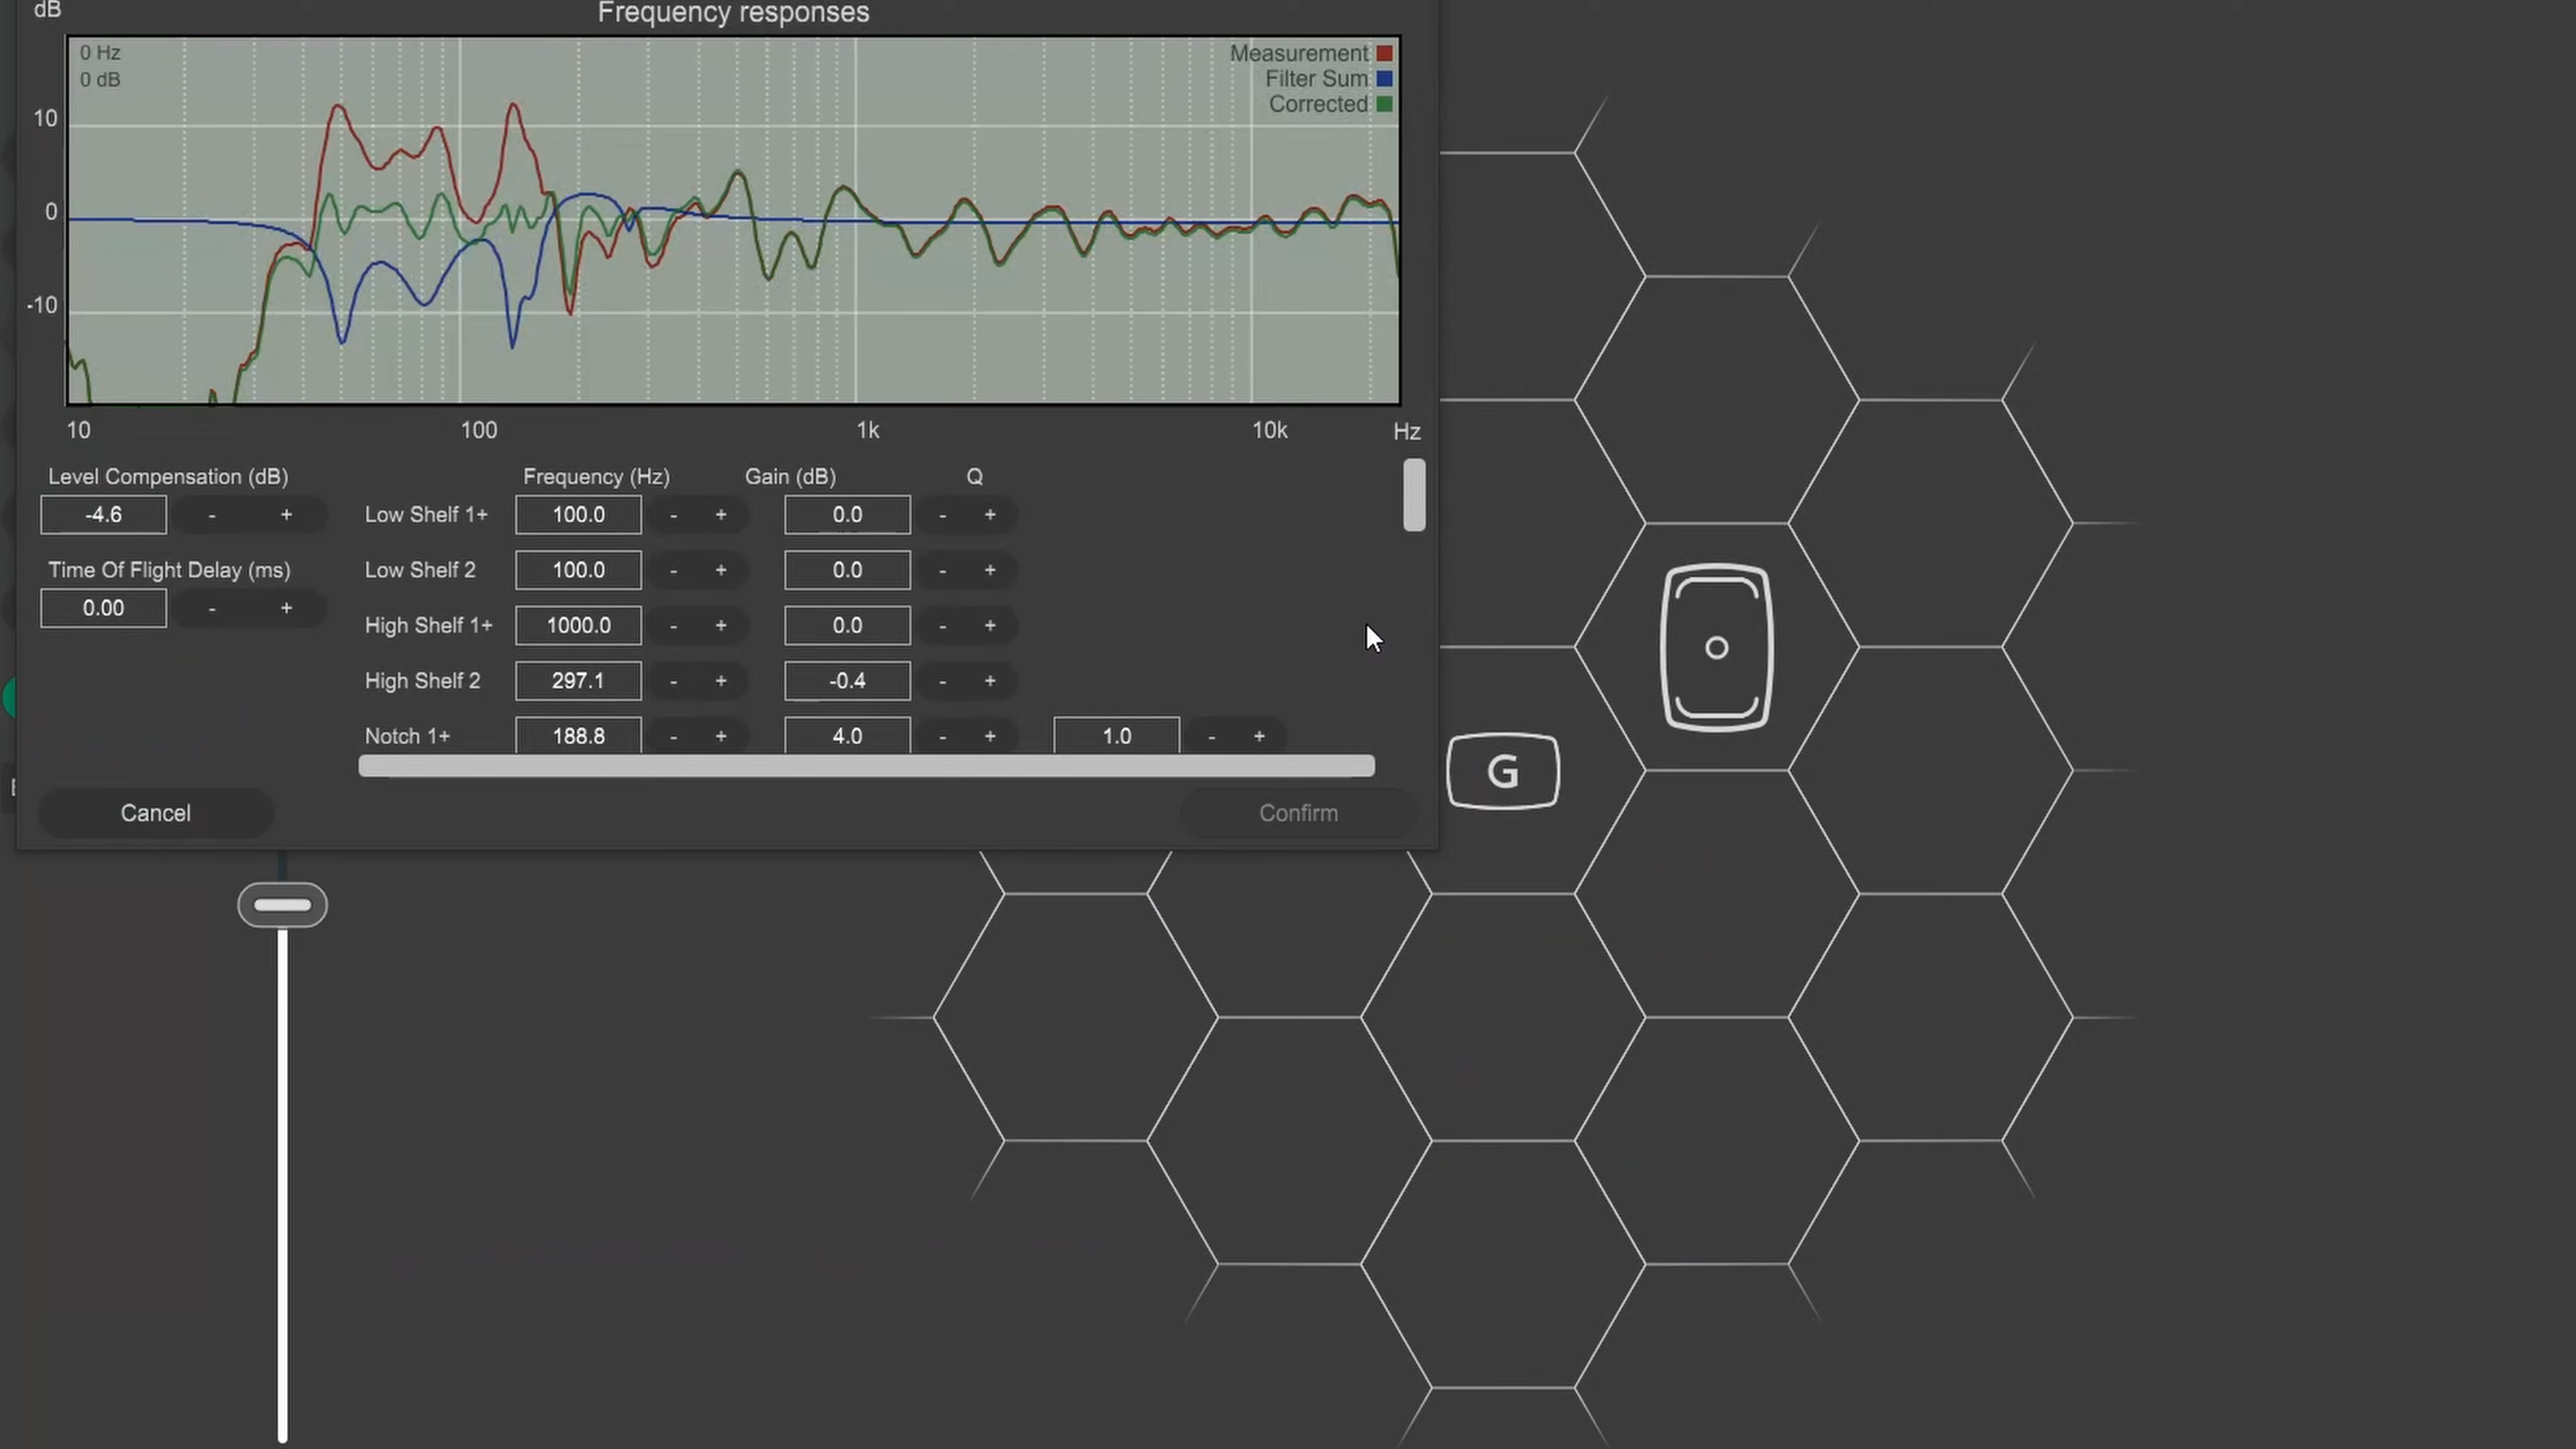 dB
Frequency responses
0 Hz
0 dB
Measurement
Filter Sum
Corrected
10
0
-10
10 100 1k 10k Hz
Level Compensation (dB) Frequency (Hz) Gain (dB) Q
-4.6 - + Low Shelf 1+ 100.0 - + 0.0 - +
Time Of Flight Delay (ms) Low Shelf 2 100.0 - + 0.0 - +
0.00 - + High Shelf 1+ 1000.0 - + 0.0 - +
High Shelf 2 297.1 - + -0.4 - +
Notch 1+ 188.8 - + 4.0 - + 1.0 - +
G
Cancel Confirm